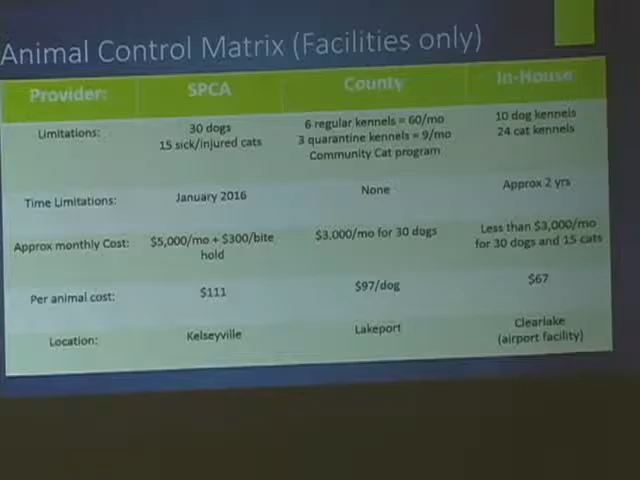 Animal Control Matrix (Facilities only)
Provider: SPCA County In-House
Limitations: 30 dogs 6 regular kennels = 60/mo 10 dog kennels
15 sick/injured cats 3 quarantine kennels = 9/mo 24 cat kennels
Community Cat program
Time Limitations: January 2016 None Approx 2 yrs
Approx monthly Cost: $5,000/mo + $300/bite $3,000/mo for 30 dogs Less than $3,000/mo
hold for 30 dogs and 15 cats
Per animal cost: $111 $97/dog $67
Location: Kelseyville Lakeport Clearlake
(airport facility)